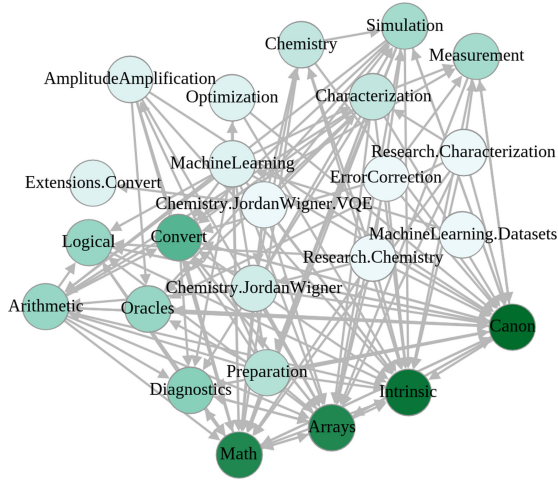 Simulation
Chemistry
Measurement
AmplitudeAmplification
Optimization
Characterization
Research.Characterization
MachineLearning
ErrorCorrection
Extensions.Convert
Chemistry.JordanWigner.VQE
Logical
Convert
MachineLearning.Datasets
Research.Chemistry
Chemistry.JordanWigner
Arithmetic
Oracles
Canon
Preparation
Diagnostics
Intrinsic
Arrays
Math